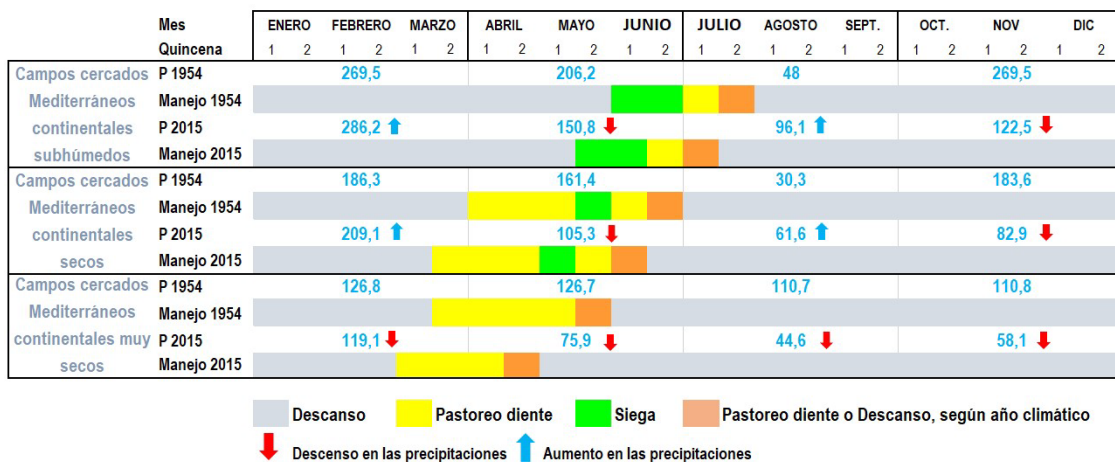 Mes ENERO FEBRERO MARZO ABRIL MAYO JUNIO JULIO AGOSTO SEPT. OCT. NOV DIC
Quincena 1 2 1 2 1 2 1 2 1 2 1 2 1 2 1 2 1 2 1 2 1 2 1 2
Campos cercados P 1954 269,5 206,2 48 269,5
Mediterráneos Manejo 1954
continentales P 2015 286,2 150,8 96,1 122,5
subhúmedos Manejo 2015
Campos cercados P 1954 186,3 161,4 30,3 183,6
Mediterráneos Manejo 1954
continentales P 2015 209,1 105,3 61,6 82,9
secos Manejo 2015
Campos cercados P 1954 126,8 126,7 110,7 110,8
Mediterráneos Manejo 1954
continentales muy P 2015 119,1 75,9 44,6 58,1
secos Manejo 2015
Descanso Pastoreo diente Siega Pastoreo diente o Descanso, según año climático
Descenso en las precipitaciones Aumento en las precipitaciones